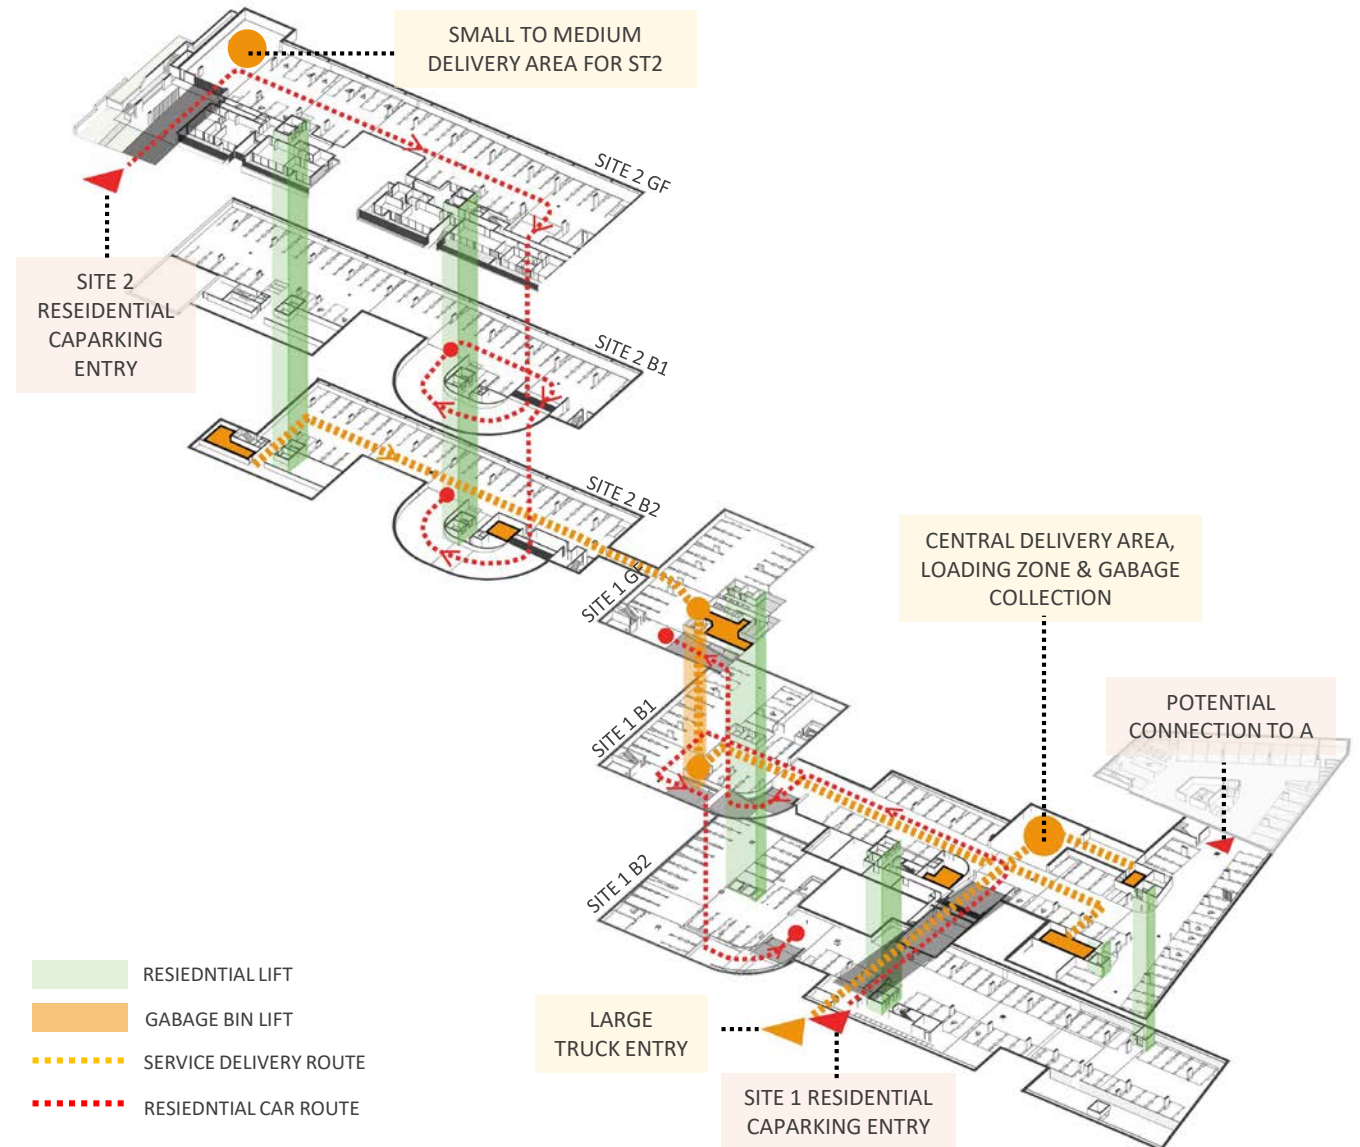 SMALL TO MEDIUM
DELIVERY AREA FOR ST2
SITE 2 GF
SITE 2
RESEIDENTIAL
CAPARKING
ENTRY
SITE 2 B1
SITE 2 B2
CENTRAL DELIVERY AREA,
LOADING ZONE & GABAGE
COLLECTION
SITE 1 GF
POTENTIAL
CONNECTION TO A
SITE 1 B1
SITE 1 B2
RESIEDNTIAL LIFT
GABAGE BIN LIFT
SERVICE DELIVERY ROUTE
RESIEDNTIAL CAR ROUTE
LARGE
TRUCK ENTRY
SITE 1 RESIDENTIAL
CAPARKING ENTRY